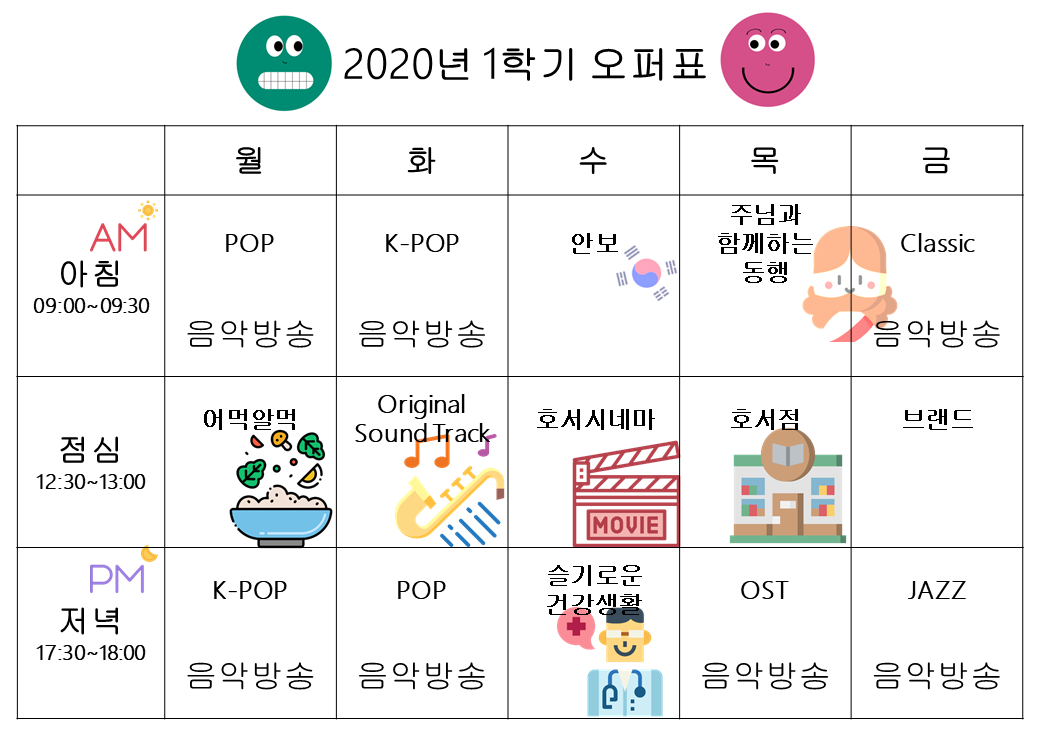 2020년 1학기 오퍼표
월 화 수 목 금
AM
아침
09:00~09:30
POP
음악방송
K-POP
음악방송
안보
주님과
함께하는
동행
Classic
음악방송
점심
12:30~13:00
어먹알먹
Original
Sound Track
호서시네마
MOVIE
호서점
브랜드
PM
저녁
17:30~18:00
K-POP
음악방송
POP
음악방송
슬기로운
건강생활
OST
음악방송
JAZZ
음악방송